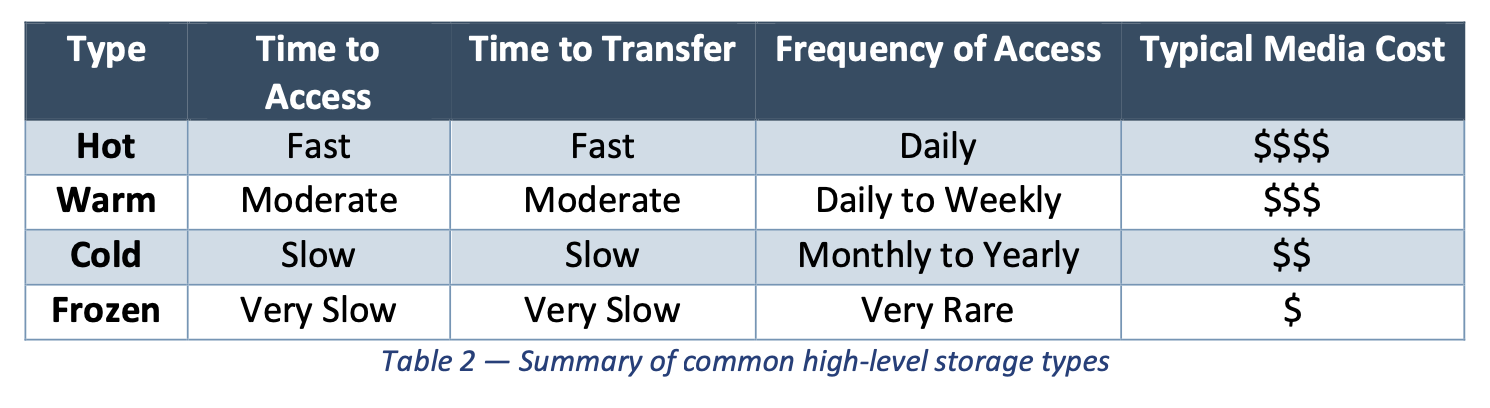 Type Time to Access Time to Transfer Frequency of Access Typical Media Cost
Hot Fast Fast Daily $$$$
Warm Moderate Moderate Daily to Weekly $$$
Cold Slow Slow Monthly to Yearly $$
Frozen Very Slow Very Slow Very Rare $
Table 2 — Summary of common high-level storage types